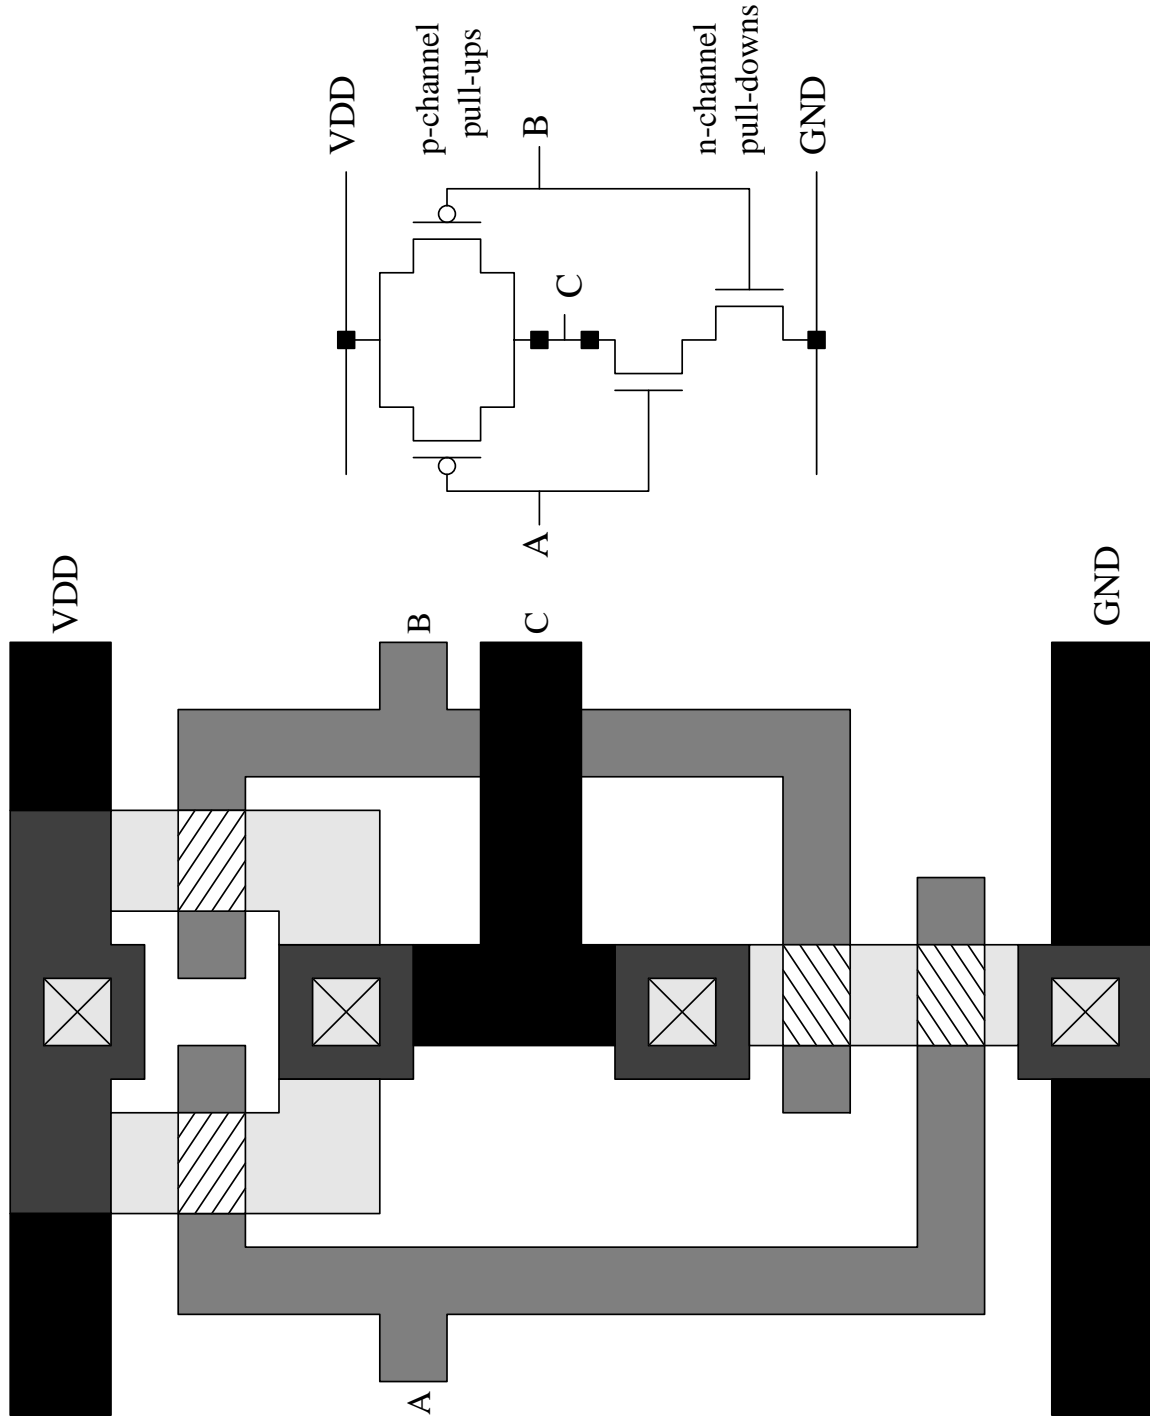 VDD
A
B
C
GND
VDD
p-channel
pull-ups
A
B
C
n-channel
pull-downs
GND